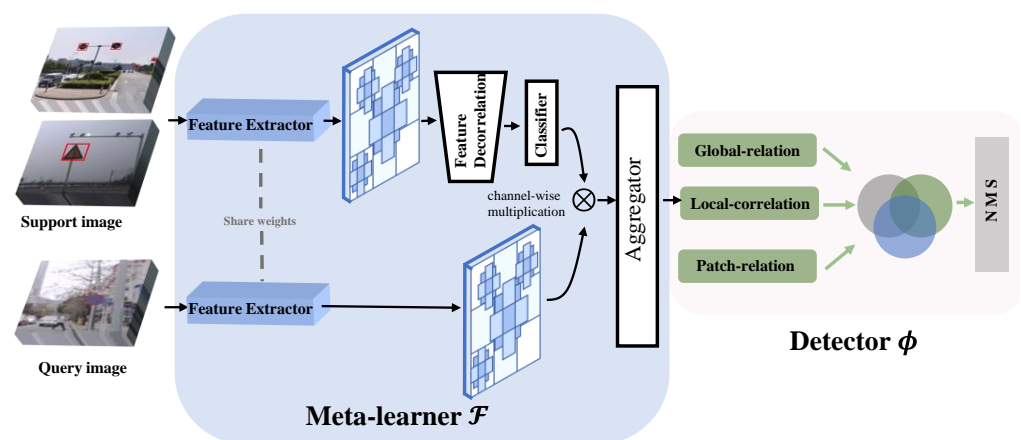 Support image
Query image
Feature Extractor
Share weights
Feature Extractor
Feature
Decorrelation
Classifier
channel-wise
multiplication
Aggregator
Meta-learner ℱ
Global-relation
Local-correlation
Patch-relation
NMS
Detector ϕ